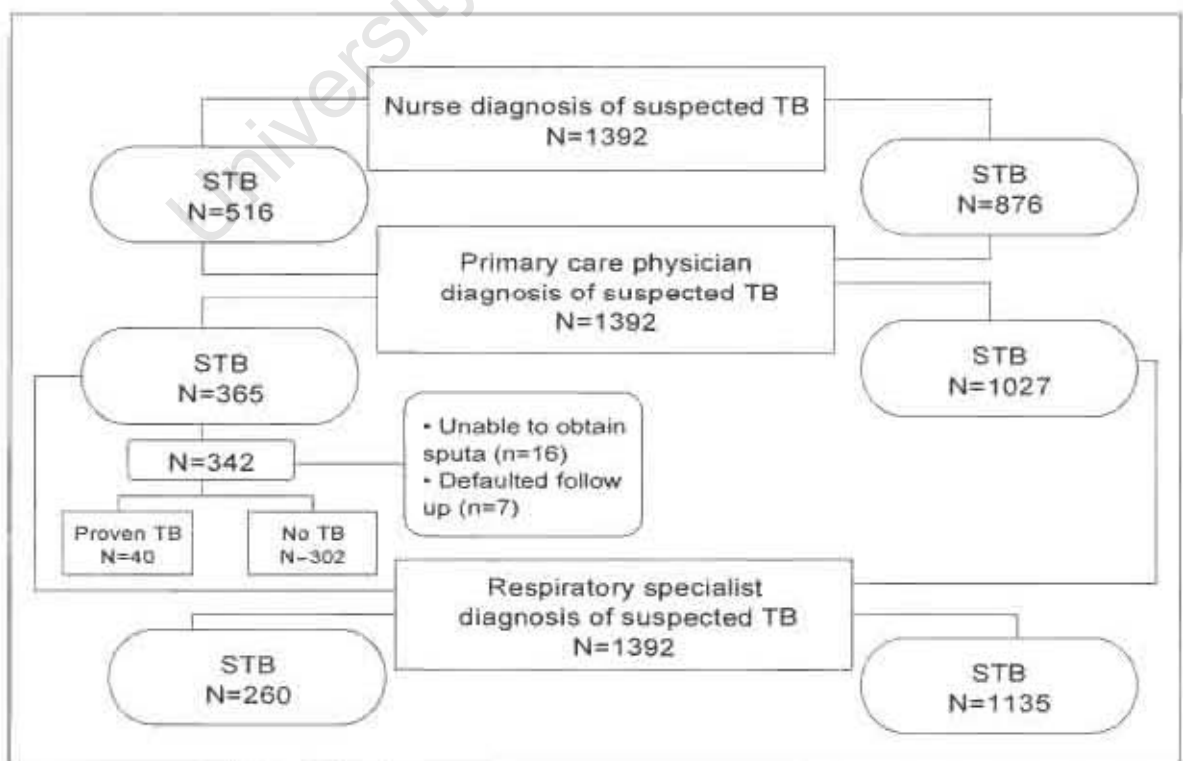 university
Nurse diagnosis of suspected TB
N=1392
STB
N=516
STB
N=876
Primary care physician
diagnosis of suspected TB
N=1392
STB
N=365
STB
N=1027
N=342
• Unable to obtain
sputa (n=16)
• Defaulted follow
up (n=7)
Proven TB
N=40
No TB
N=302
Respiratory specialist
diagnosis of suspected TB
N=1392
STB
N=260
STB
N=1135